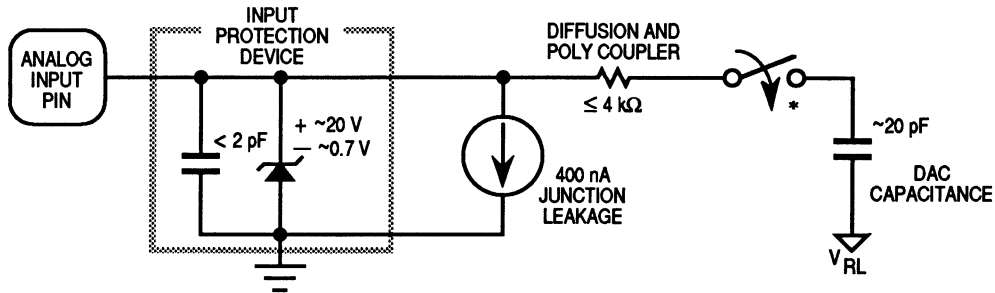 INPUT
PROTECTION
DEVICE
ANALOG
INPUT
PIN
< 2 pF
+ ~20 V
— ~0.7 V
400 nA
JUNCTION
LEAKAGE
DIFFUSION AND
POLY COUPLER
≤ 4 kΩ
*
~20 pF
DAC
CAPACITANCE
VRL